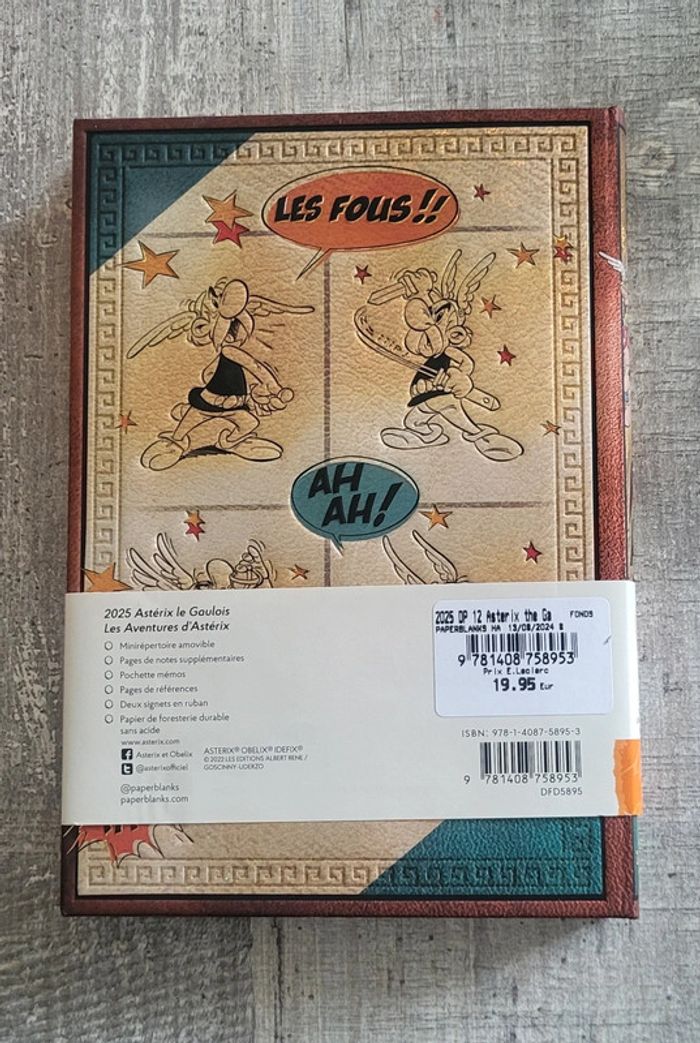 LES FOUS!!
AH
AH!
2025 Astérix le Gaulois
Les Aventures d'Astérix
Minirépertoire amovible
Pages de notes supplémentaires
Pochette mémos
Pages de références
Deux signets en ruban
Papier de foresterie durable
sans acide
www.asterix.com
Asterix et Obelix
@asterixofficiel
@paperblanks
paperblanks.com
ASTERIX® OBELIX® IDEFIX®
© 2022 LES EDITIONS ALBERT RENE /
GOSCINNY-UDERZO
2025 DP 12 Asterix the Ga FONDS
PAPERBLANKS HA 13/08/2024 8
9 781408 758953
Prix E.Leclerc
19.95 Eur
ISBN: 978-1-4087-5895-3
9 781408 758953
DFD5895